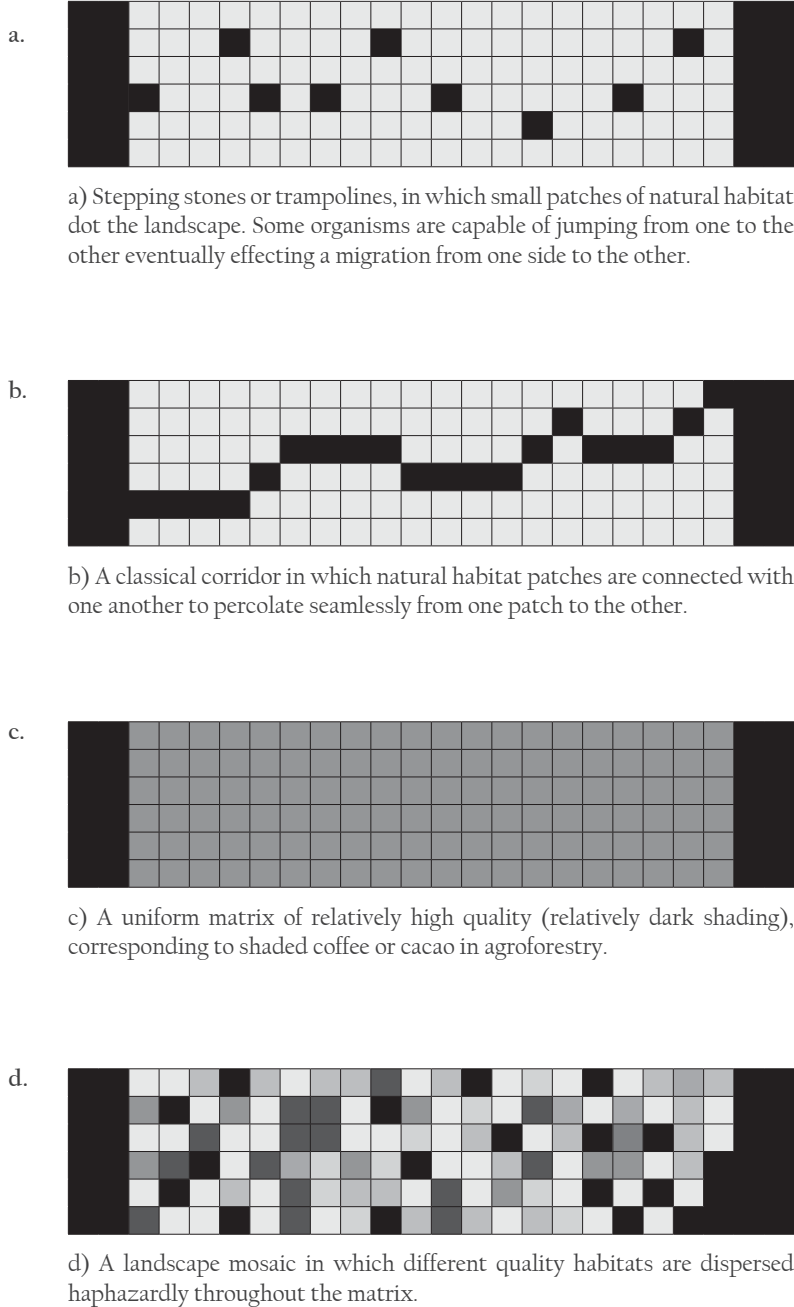 a.
a) Stepping stones or trampolines, in which small patches of natural habitat
dot the landscape. Some organisms are capable of jumping from one to the
other eventually effecting a migration from one side to the other.
b.
b) A classical corridor in which natural habitat patches are connected with
one another to percolate seamlessly from one patch to the other.
c.
c) A uniform matrix of relatively high quality (relatively dark shading),
corresponding to shaded coffee or cacao in agroforestry.
d.
d) A landscape mosaic in which different quality habitats are dispersed
haphazardly throughout the matrix.